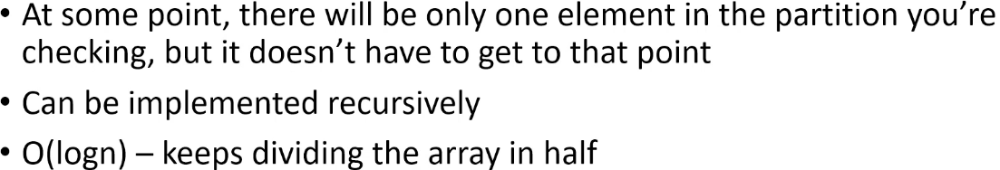 • At some point, there will be only one element in the partition you’re
checking, but it doesn’t have to get to that point
• Can be implemented recursively
• O(logn) – keeps dividing the array in half